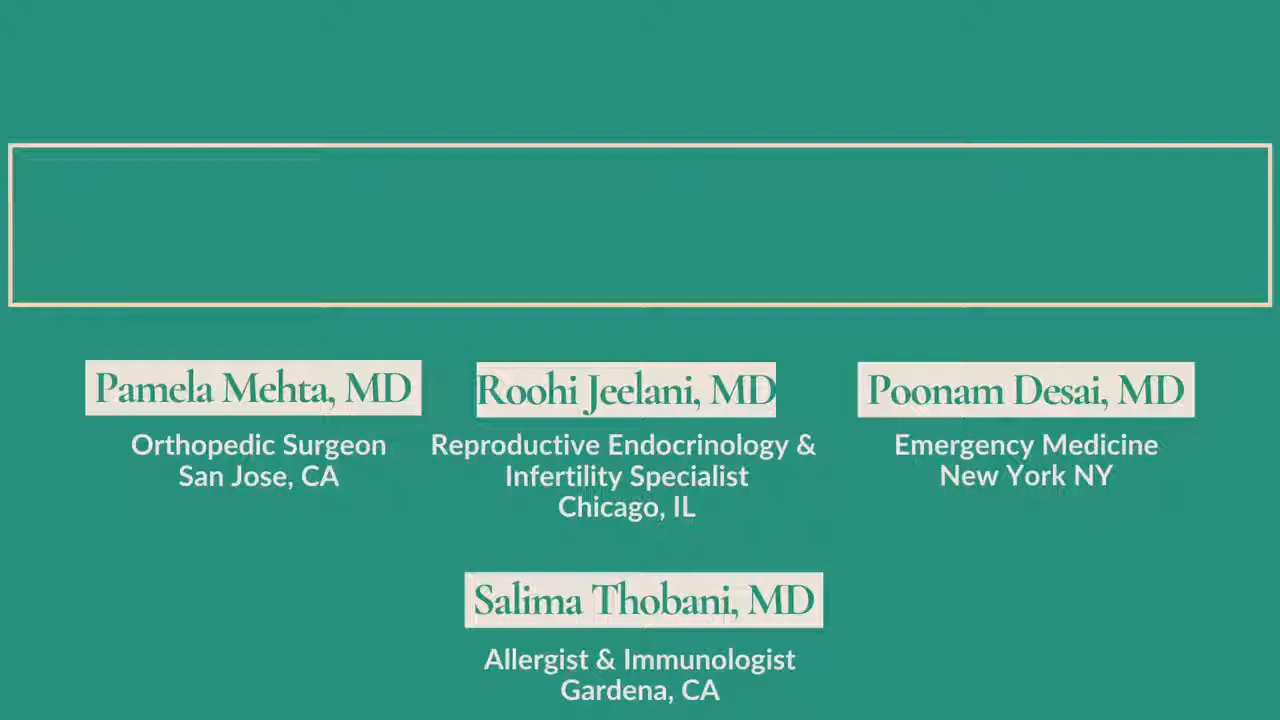 Pamela Mehta, MD
Orthopedic Surgeon
San Jose, CA
Roohi Jeelani, MD
Reproductive Endocrinology &
Infertility Specialist
Chicago, IL
Poonam Desai, MD
Emergency Medicine
New York NY
Salima Thobani, MD
Allergist & Immunologist
Gardena, CA